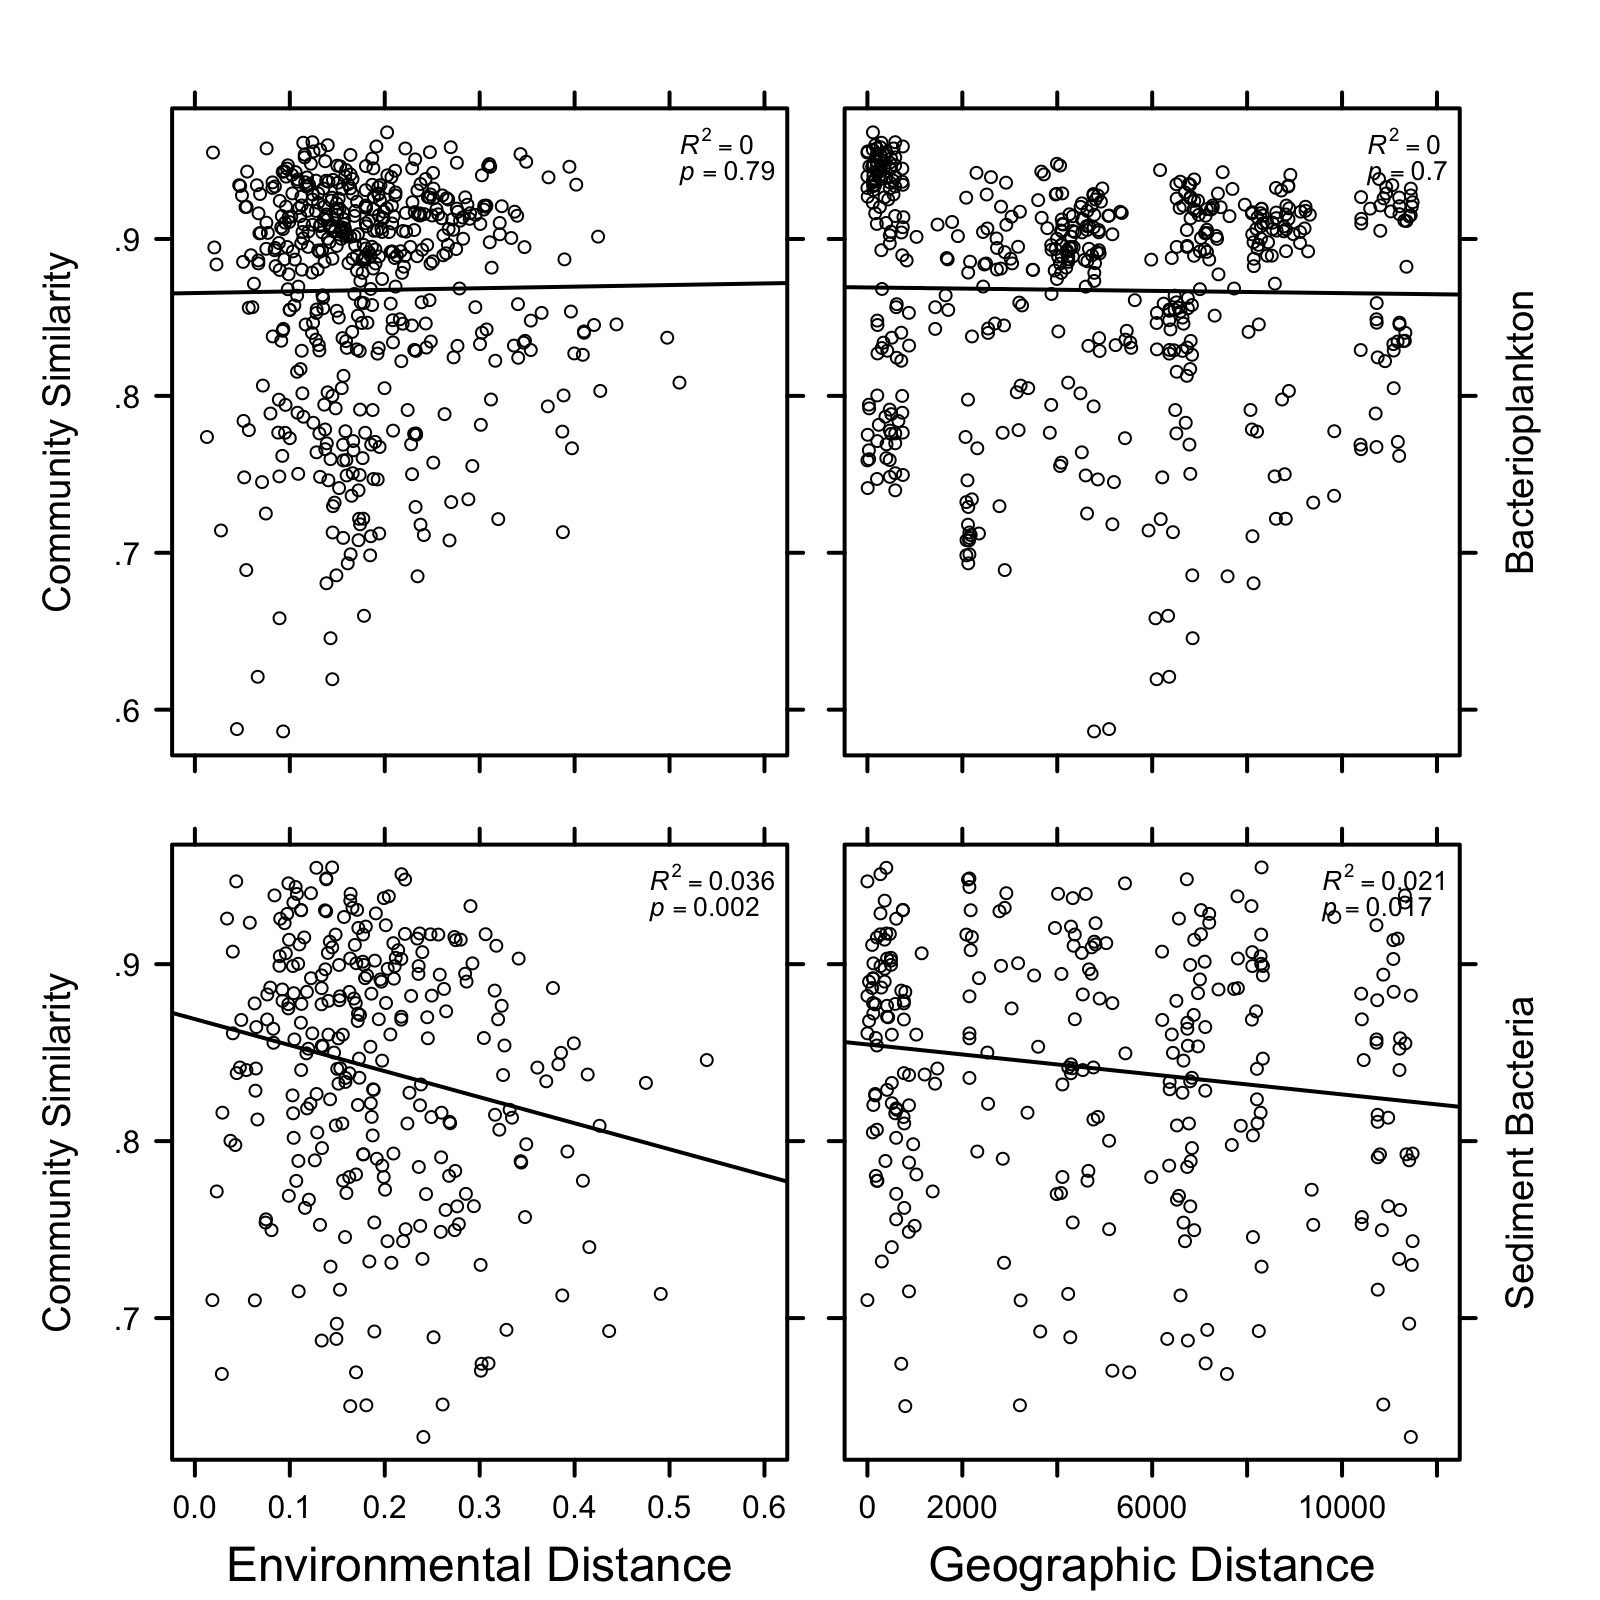 R² = 0
p = 0.79
R² = 0
p = 0.7
.9
.8
.7
.6
Community Similarity
Bacterioplankton
R² = 0.036
p = 0.002
R² = 0.021
p = 0.017
.9
.8
.7
Community Similarity
Sediment Bacteria
0.0 0.1 0.2 0.3 0.4 0.5 0.6
0 2000 6000 10000
Environmental Distance
Geographic Distance